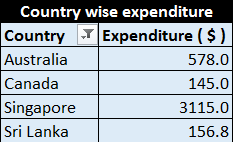 Country wise expenditure
Country Expenditure ( $ )
Australia 578.0
Canada 145.0
Singapore 3115.0
Sri Lanka 156.8